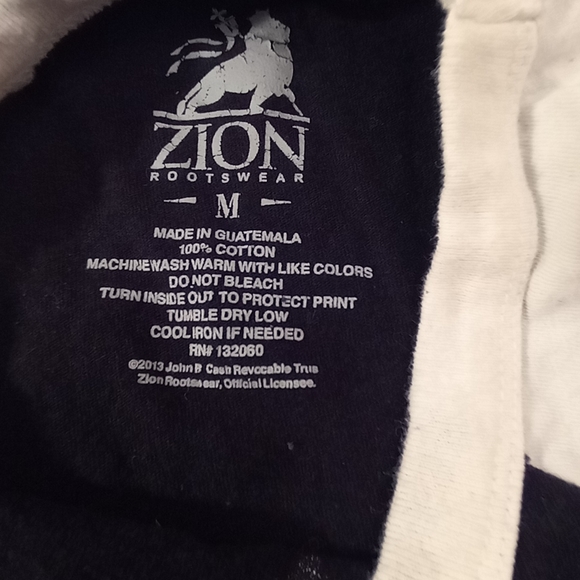 ZION
ROOTSWEAR
M
MADE IN GUATEMALA
100% COTTON
MACHINE WASH WARM WITH LIKE COLORS
DO NOT BLEACH
TURN INSIDE OUT TO PROTECT PRINT
TUMBLE DRY LOW
COOL IRON IF NEEDED
RN# 132060
©2013 John R Cash Revocable Trus
Zion Rootswear, Official Licensee.